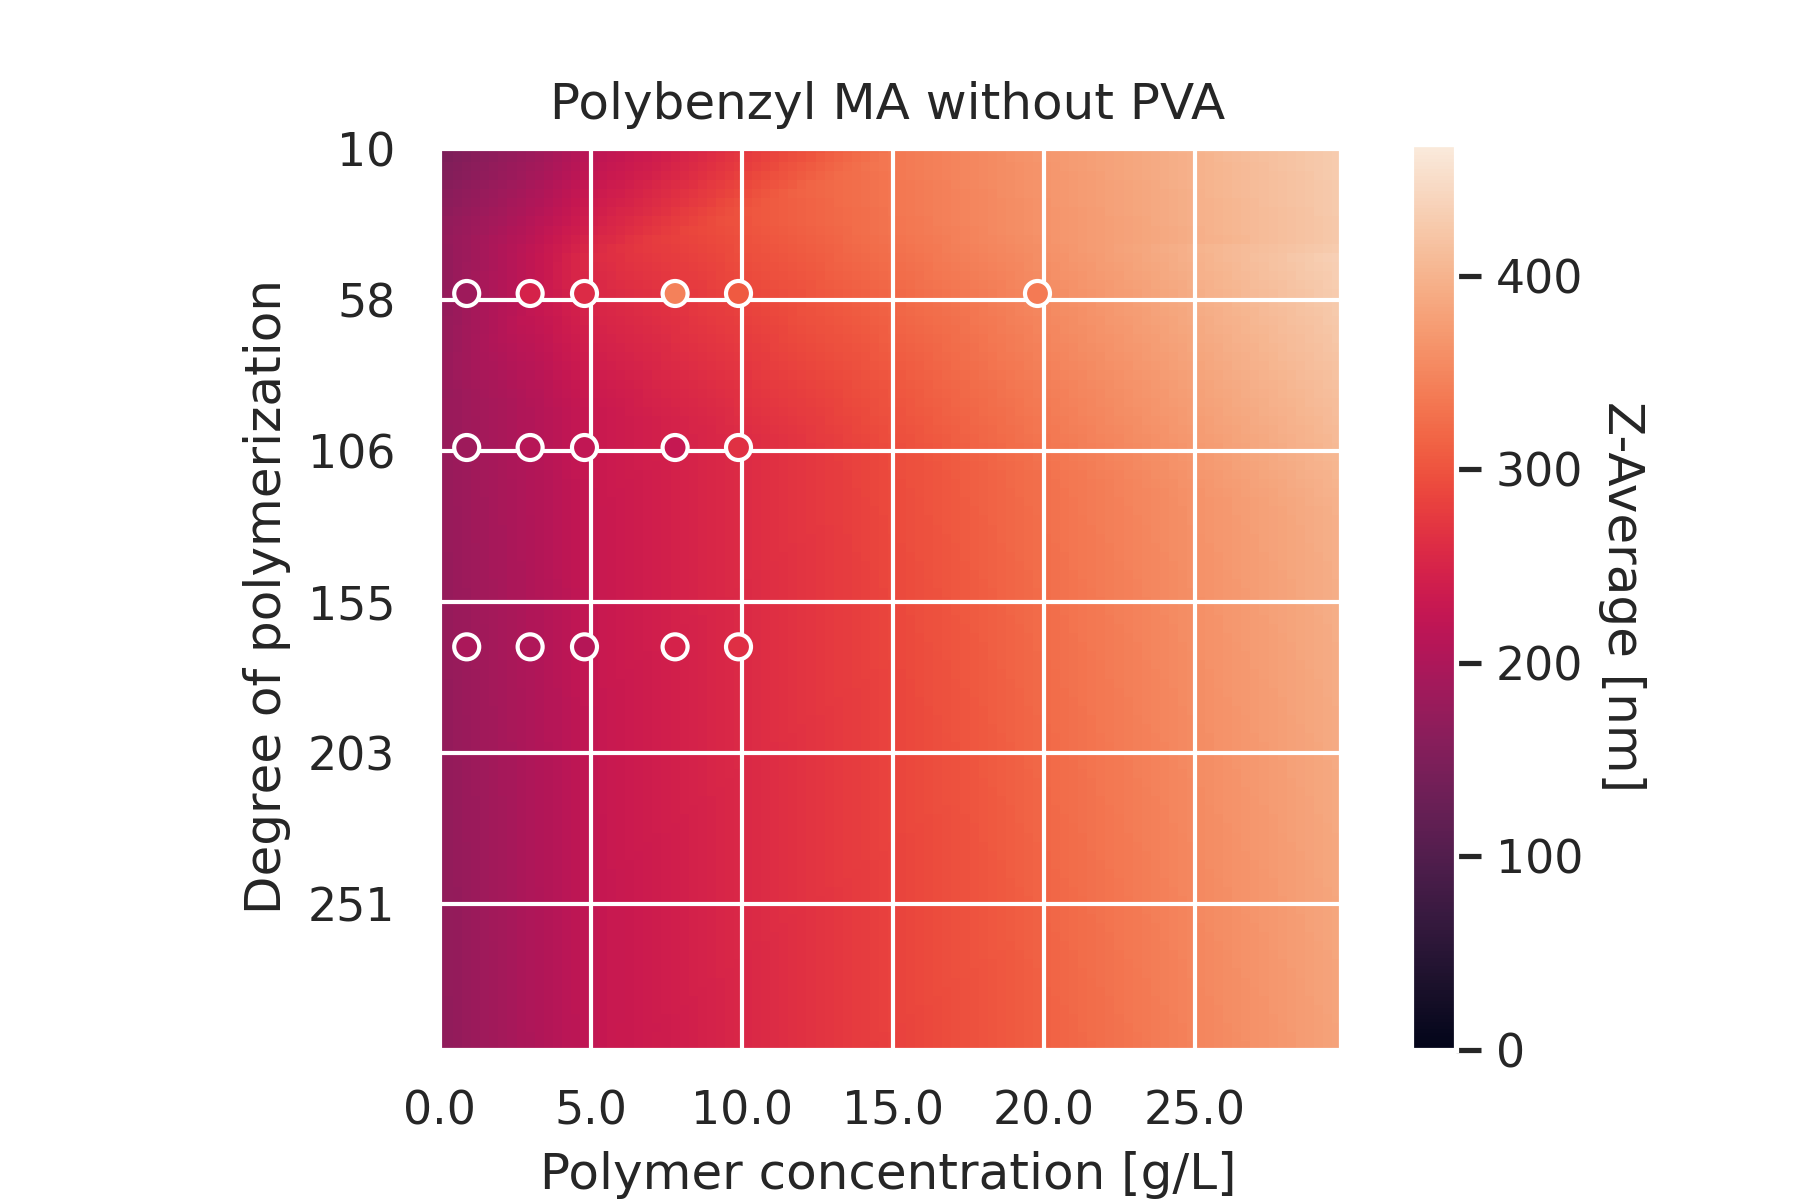 Polybenzyl MA without PVA
10
58
106
155
203
251
Degree of polymerization
0.0 5.0 10.0 15.0 20.0 25.0
Polymer concentration [g/L]
400
300
200
100
0
Z-Average [nm]